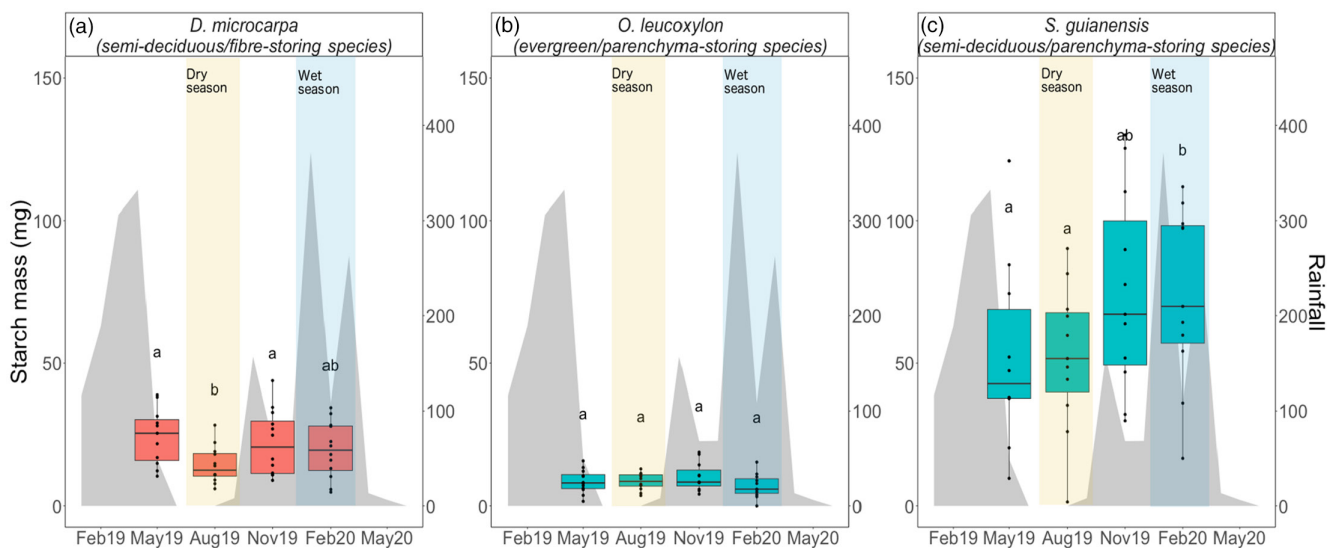 (a)
D. microcarpa
(semi-deciduous/fibre-storing species)
(b)
O. leucoxylon
(evergreen/parenchyma-storing species)
(c)
S. guianensis
(semi-deciduous/parenchyma-storing species)
Starch mass (mg)
150
100
50
0
Dry
season
Wet
season
a
b
a
ab
400
300
200
100
0
150
100
50
0
Dry
season
Wet
season
a
a
a
a
400
300
200
100
0
150
100
50
0
Dry
season
Wet
season
a
a
ab
b
400
300
200
100
0
Rainfall
Feb19 May19 Aug19 Nov19 Feb20 May20
Feb19 May19 Aug19 Nov19 Feb20 May20
Feb19 May19 Aug19 Nov19 Feb20 May20